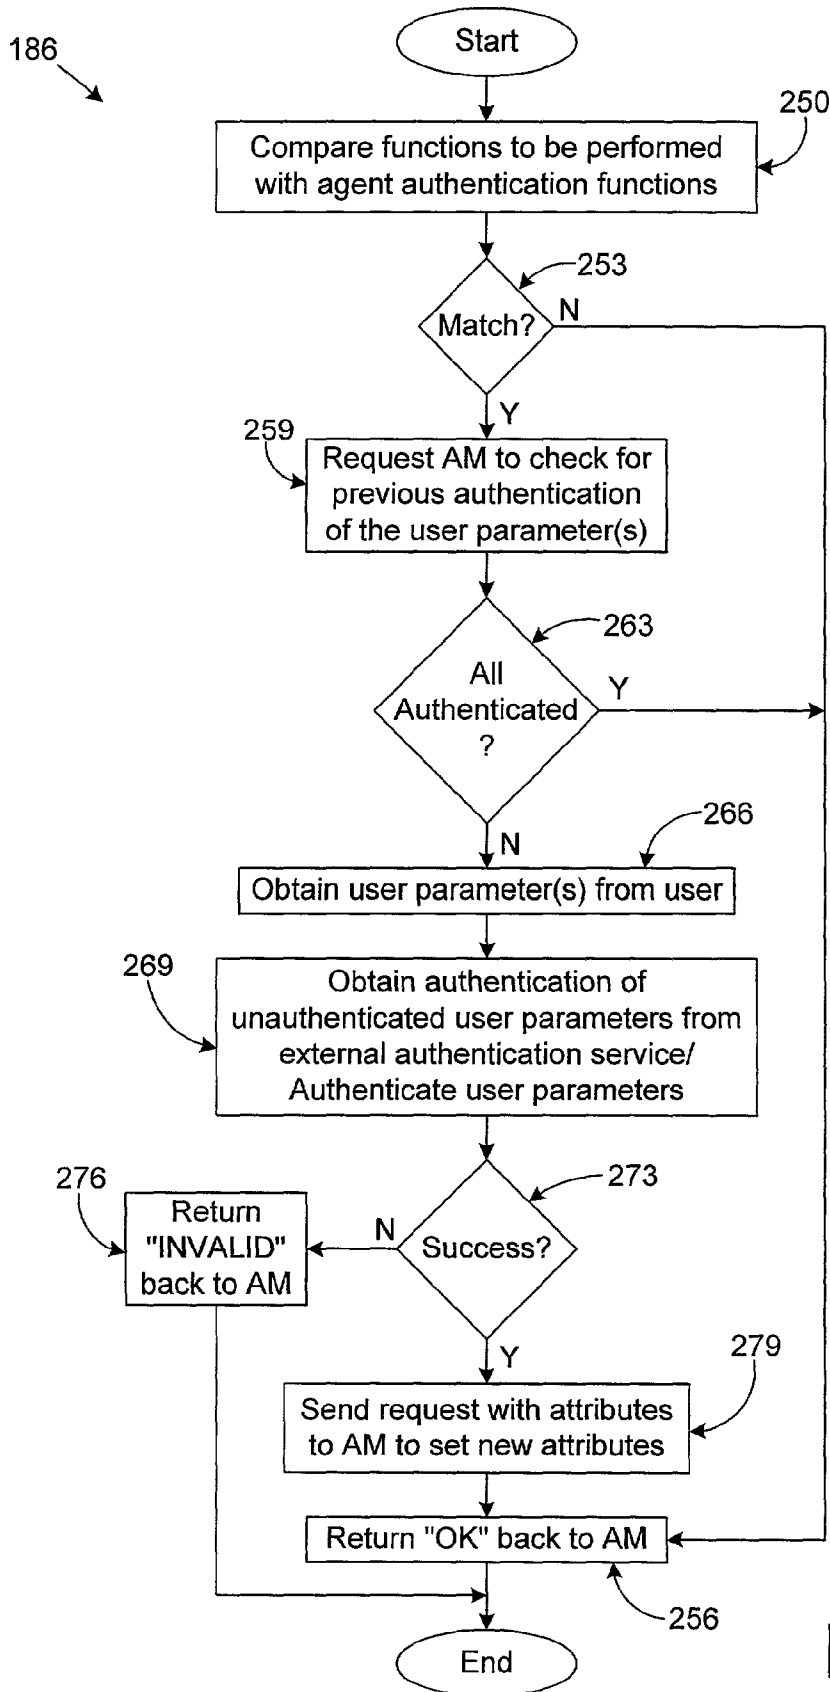 Start
186
250
Compare functions to be performed
with agent authentication functions
253
Match?
N
Y
259
Request AM to check for
previous authentication
of the user parameter(s)
263
All
Authenticated
?
Y
N
266
Obtain user parameter(s) from user
269
Obtain authentication of
unauthenticated user parameters from
external authentication service/
Authenticate user parameters
273
276
Return
"INVALID"
back to AM
N
Success?
Y
279
Send request with attributes
to AM to set new attributes
Return "OK" back to AM
256
End